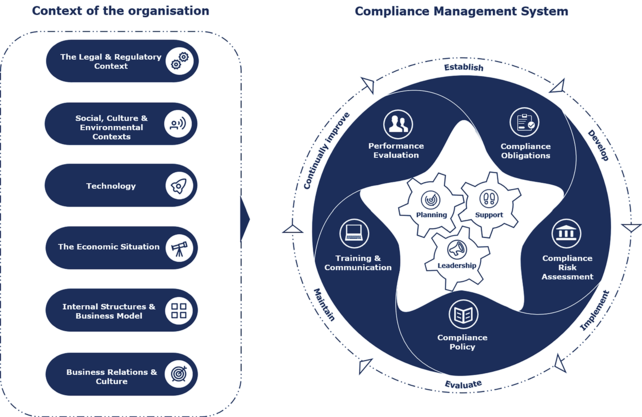 Context of the organisation
The Legal & Regulatory
Context
Social, Culture &
Environmental
Contexts
Technology
The Economic Situation
Internal Structures &
Business Model
Business Relations &
Culture
Compliance Management System
Establish
Develop
Implement
Evaluate
Maintain
Continually improve
Performance
Evaluation
Compliance
Obligations
Training &
Communication
Compliance
Risk
Assessment
Compliance
Policy
Planning
Support
Leadership